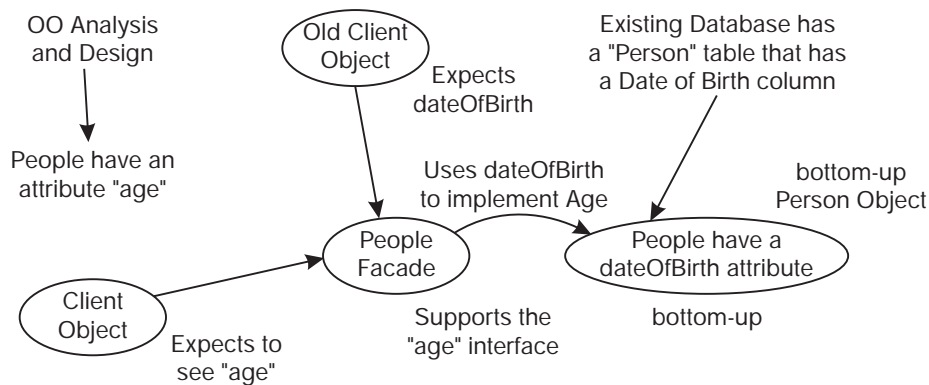 OO Analysis
and Design
Old Client
Object
Existing Database has
a "Person" table that has
a Date of Birth column
Expects
dateOfBirth
People have an
attribute "age"
Uses dateOfBirth
to implement Age
bottom-up
Person Object
People
Facade
People have a
dateOfBirth attribute
Client
Object
Expects to
see "age"
Supports the
"age" interface
bottom-up